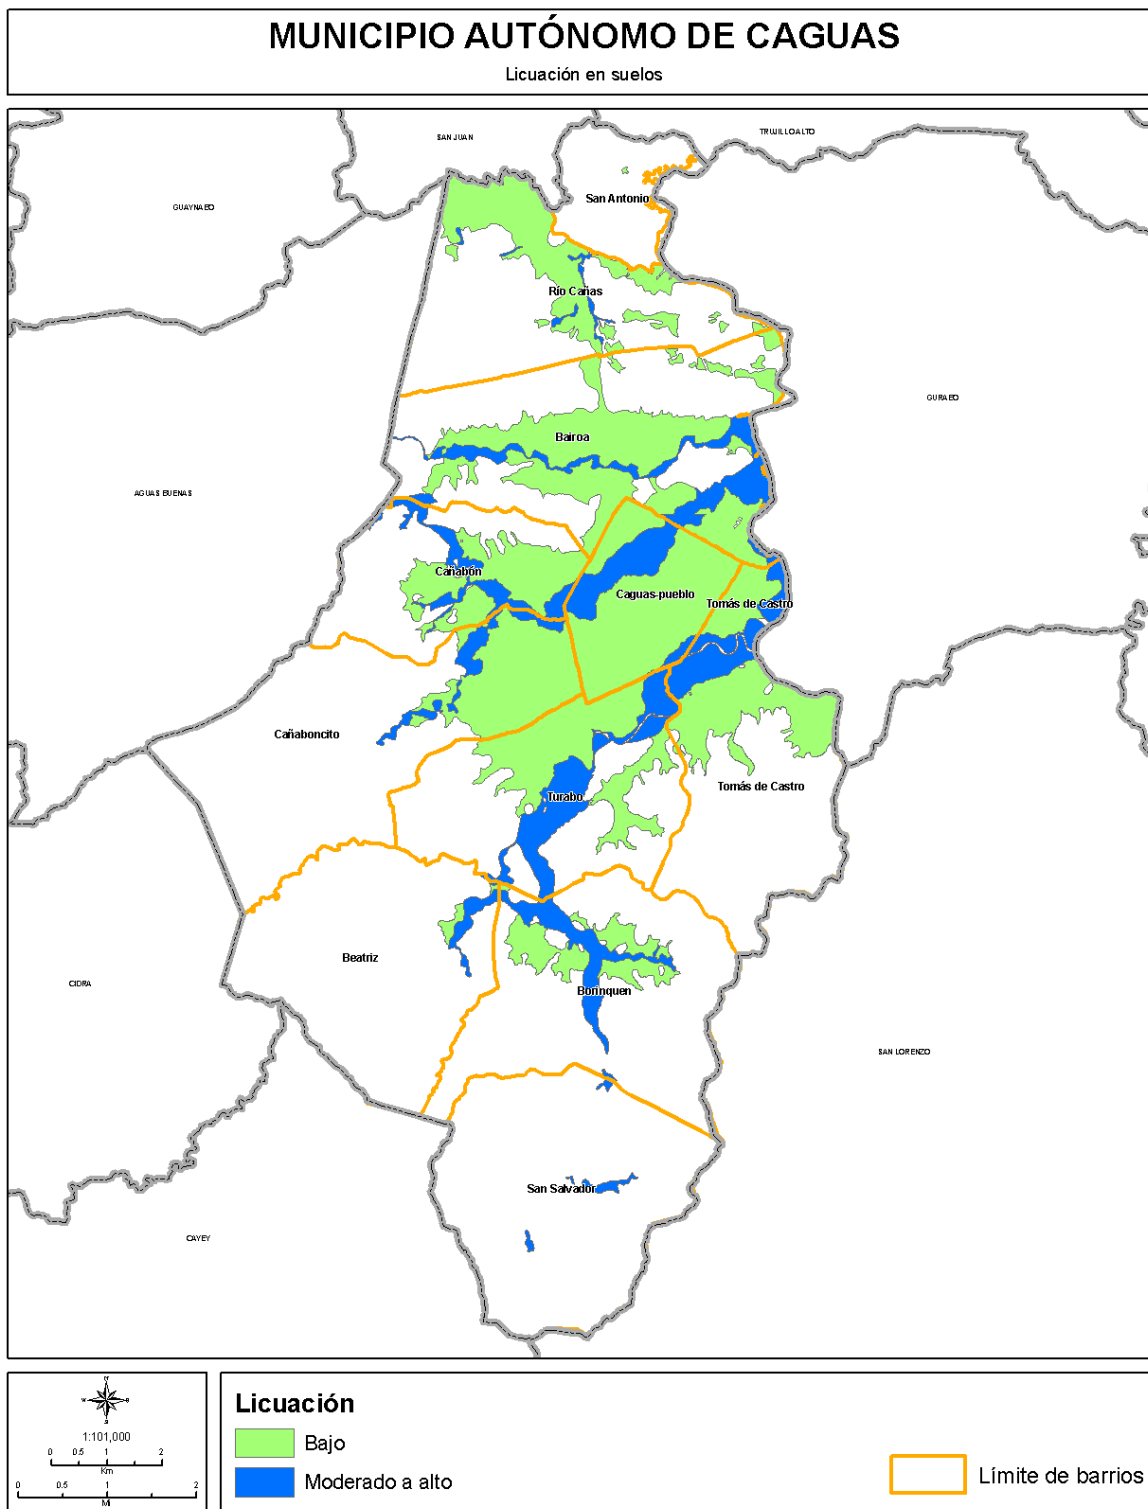 MUNICIPIO AUTÓNOMO DE CAGUAS
Licuación en suelos
SAN JUAN
TRUJILLO ALTO
GUAYNABO
San Antonio
Río Cañas
GURABO
Bairoa
AGUAS BUENAS
Cañabón
Caguas-pueblo
Tomás de Castro
Cañaboncito
Turabo
Tomás de Castro
Beatriz
CIDRA
Borinquen
SAN LORENZO
San Salvador
CAYEY
N
W E
S
1:101,000
0 0.5 1 2
Km
0 0.5 1 2
Mi
Licuación
Bajo
Moderado a alto
Límite de barrios